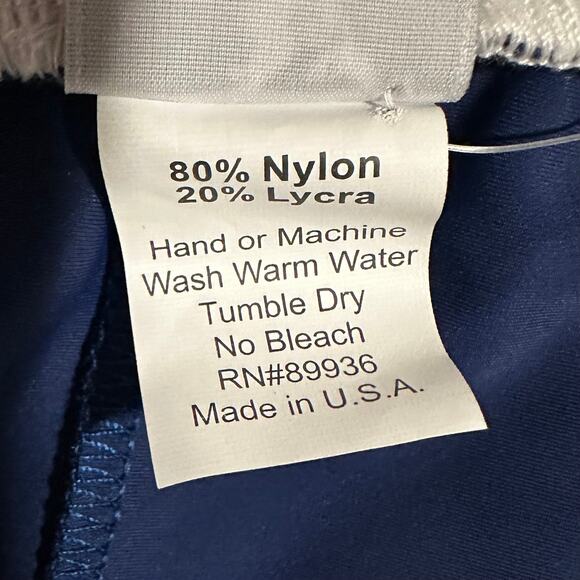 80% Nylon
20% Lycra
Hand or Machine
Wash Warm Water
Tumble Dry
No Bleach
RN#89936
Made in U.S.A.